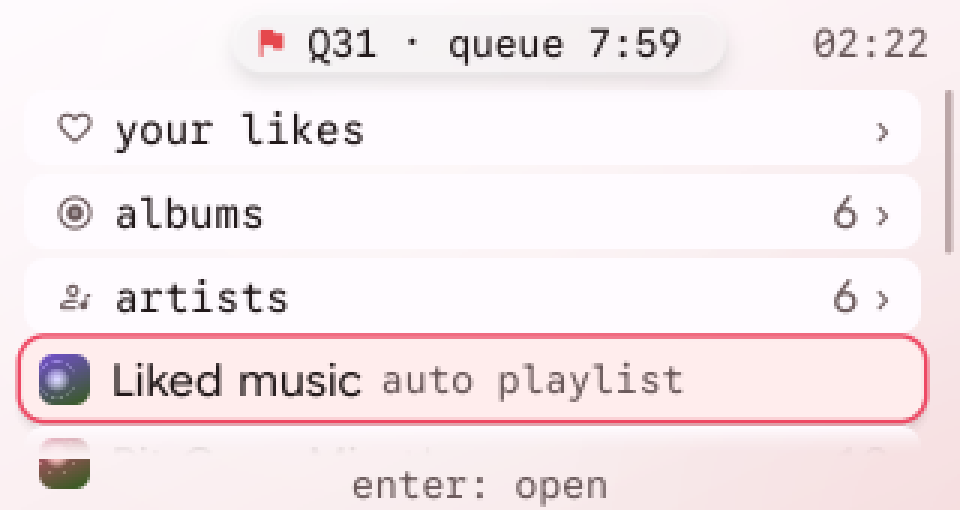 Q31 · queue 7:59 02:22
your likes ›
albums 6 ›
artists 6 ›
Liked music auto playlist
enter: open